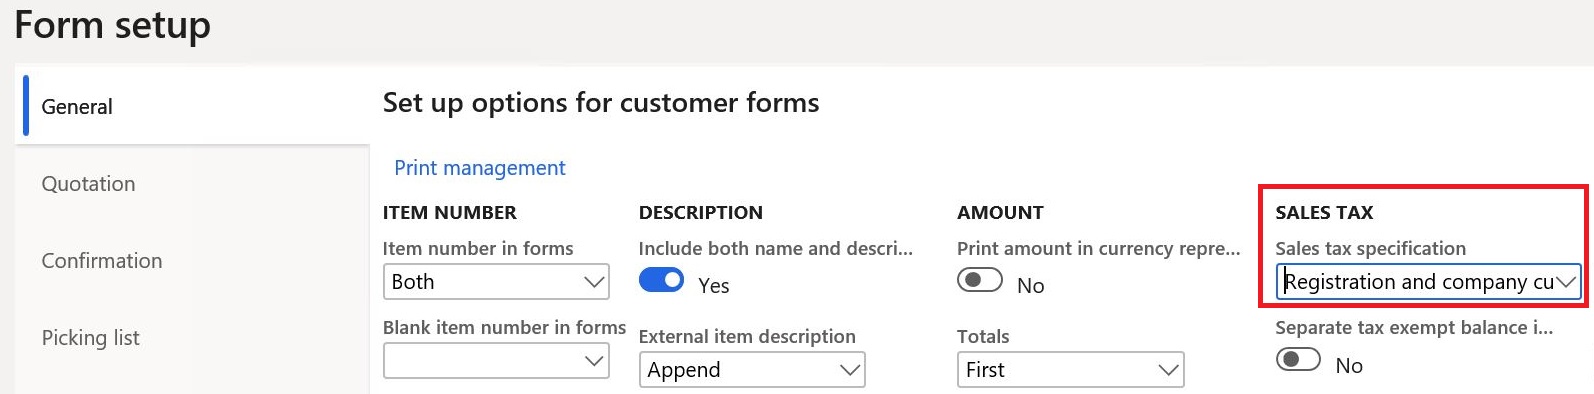 Form setup
General
Quotation
Confirmation
Picking list
Set up options for customer forms
Print management
ITEM NUMBER
Item number in forms
Both
Blank item number in forms
DESCRIPTION
Include both name and descri...
Yes
External item description
Append
AMOUNT
Print amount in currency repre...
No
Totals
First
SALES TAX
Sales tax specification
Registration and company cu
Separate tax exempt balance i...
No